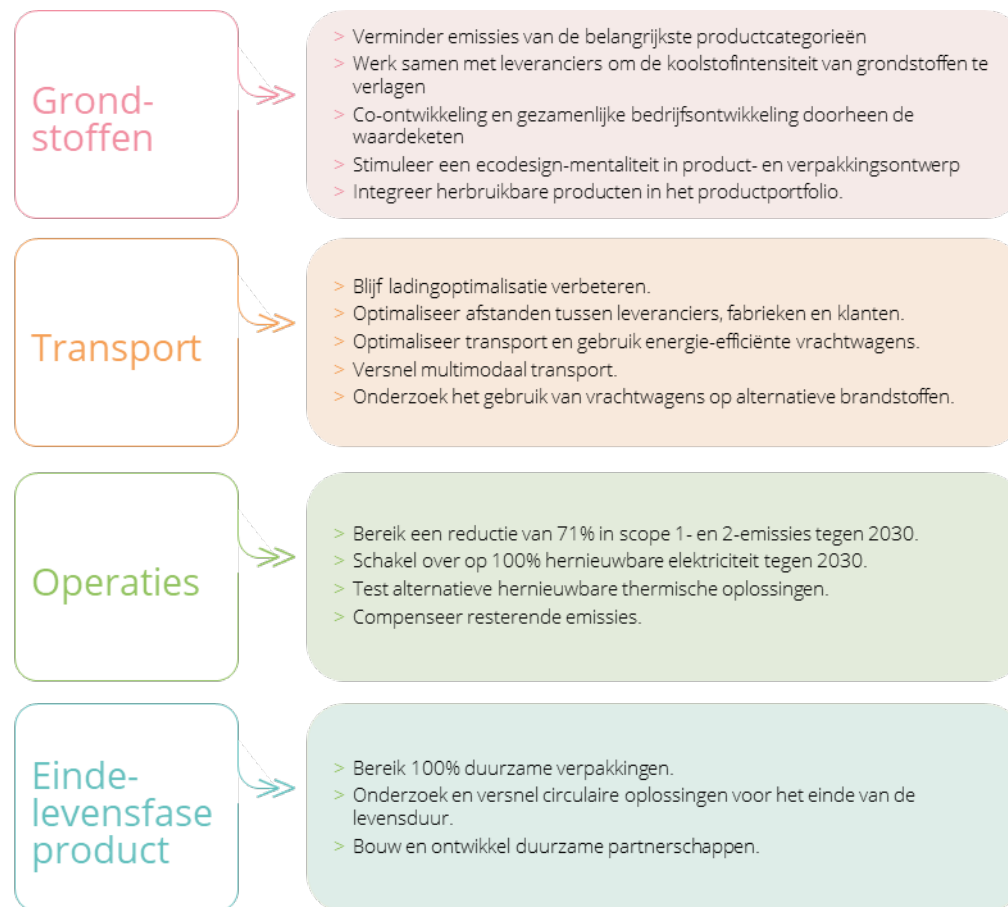 Grond-
stoffen
> Verminder emissies van de belangrijkste productcategorieën
> Werk samen met leveranciers om de koolstofintensiteit van grondstoffen te
verlagen
> Co-ontwikkeling en gezamenlijke bedrijfsontwikkeling doorheen de
waardeketen
> Stimuleer een ecodesign-mentaliteit in product- en verpakkingsontwerp
> Integreer herbruikbare producten in het productportfolio.
Transport
> Blijf ladingoptimalisatie verbeteren.
> Optimaliseer afstanden tussen leveranciers, fabrieken en klanten.
> Optimaliseer transport en gebruik energie-efficiënte vrachtwagens.
> Versnel multimodaal transport.
> Onderzoek het gebruik van vrachtwagens op alternatieve brandstoffen.
Operaties
> Bereik een reductie van 71% in scope 1- en 2-emissies tegen 2030.
> Schakel over op 100% hernieuwbare elektriciteit tegen 2030.
> Test alternatieve hernieuwbare thermische oplossingen.
> Compenseer resterende emissies.
Einde-
levensfase
product
> Bereik 100% duurzame verpakkingen.
> Onderzoek en versnel circulaire oplossingen voor het einde van de
levensduur.
> Bouw en ontwikkel duurzame partnerschappen.